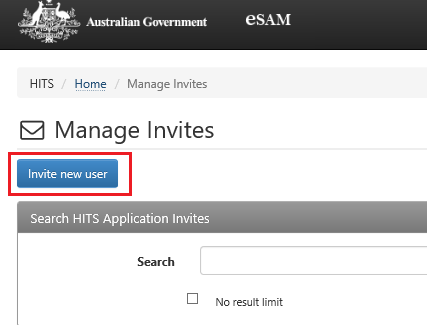 Australian Government eSAM
HITS / Home / Manage Invites
Manage Invites
Invite new user
Search HITS Application Invites
Search
No result limit